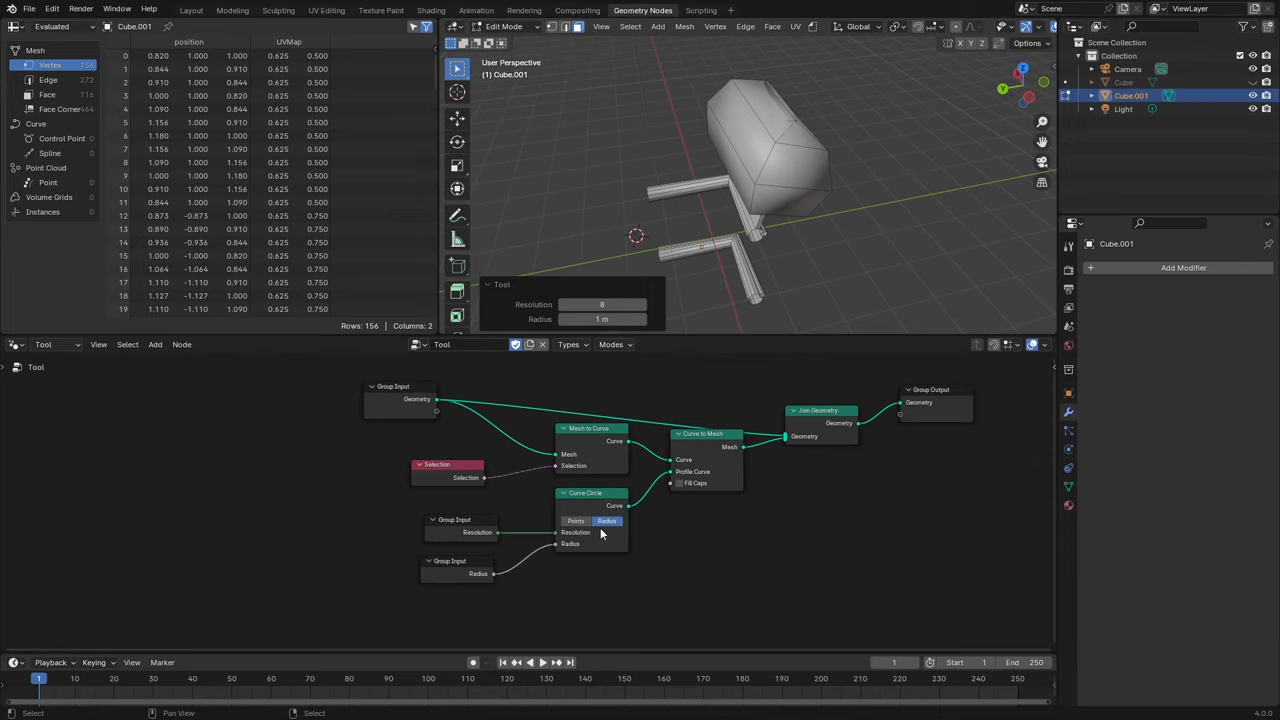 File Edit Render Window Help Layout Modeling Sculpting UV Editing Texture Paint Shading Animation Rendering Compositing Geometry Nodes Scripting Scene ViewLayer
Evaluated Cube.001
Mesh
Vertex 156
Edge 272
Face 116
Face Corner 464
Curve
Control Point 0
Spline 0
Point Cloud
Point 0
Volume Grids
Instances 0
position UVMap
0 0.820 1.000 1.000 0.625 0.500
1 0.844 1.000 0.910 0.625 0.500
2 0.910 1.000 0.844 0.625 0.500
3 1.000 1.000 0.820 0.625 0.500
4 1.090 1.000 0.844 0.625 0.500
5 1.156 1.000 0.910 0.625 0.500
6 1.180 1.000 1.000 0.625 0.500
7 1.156 1.000 1.090 0.625 0.500
8 1.090 1.000 1.156 0.625 0.500
9 1.000 1.000 1.180 0.625 0.500
10 0.910 1.000 1.156 0.625 0.500
11 0.844 1.000 1.090 0.625 0.500
12 0.873 -0.873 1.000 0.625 0.750
13 0.890 -0.890 0.910 0.625 0.750
14 0.936 -0.936 0.844 0.625 0.750
15 1.000 -1.000 0.820 0.625 0.750
16 1.064 -1.064 0.844 0.625 0.750
17 1.110 -1.110 0.910 0.625 0.750
18 1.127 -1.127 1.000 0.625 0.750
19 1.110 -1.110 1.090 0.625 0.750
Rows: 156 | Columns: 2
Edit Mode View Select Add Mesh Vertex Edge Face UV Global
X Y Z Options
User Perspective
(1) Cube.001
Z
Y
Tool
Resolution 8
Radius 1 m
Scene Collection
Collection
Camera
Cube
Cube.001
Light
Cube.001
Add Modifier
Tool View Select Add Node Tool Types Modes
Tool
Group Input
Geometry
Selection
Selection
Group Input
Resolution
Group Input
Radius
Mesh to Curve
Curve
Mesh
Selection
Curve Circle
Curve
Points Radius
Resolution
Radius
Curve to Mesh
Mesh
Curve
Profile Curve
Fill Caps
Join Geometry
Geometry
Geometry
Group Output
Geometry
Playback Keying View Marker 1 Start 1 End 250
1 10 20 30 40 50 60 70 80 90 100 110 120 130 140 150 160 170 180 190 200 210 220 230 240 250
Select Pan View Select 4.0.0